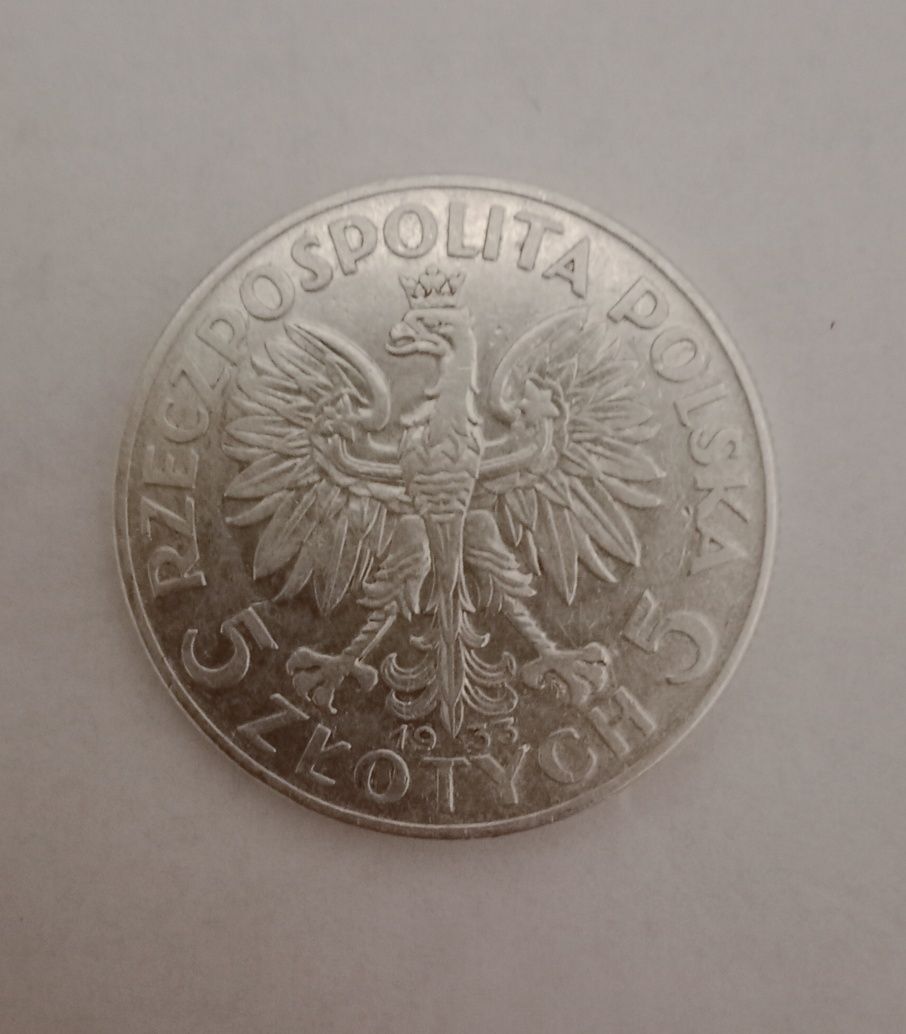 RZECZPOSPOLITA POLSKA
5 ZŁOTYCH 5
1933